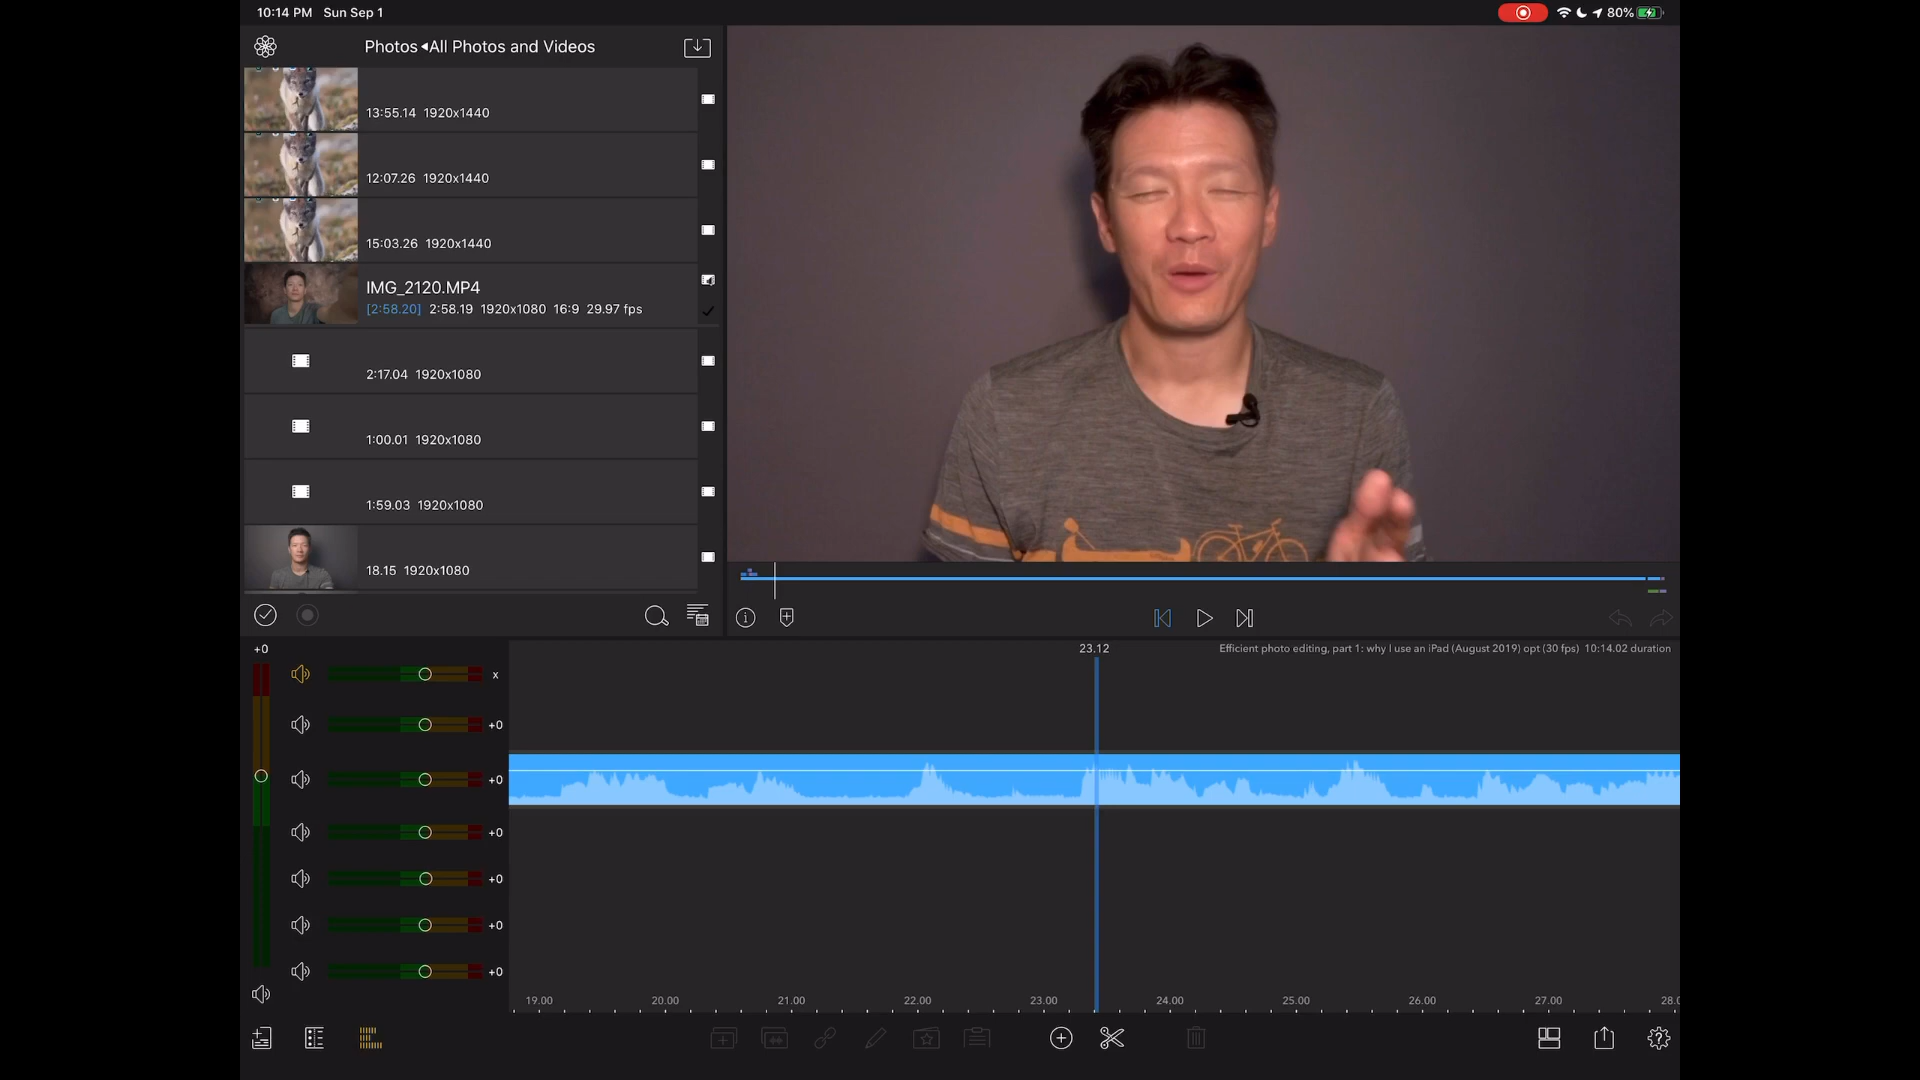 10:14 PM Sun Sep 1
80%
Photos◂All Photos and Videos
13:55.14 1920x1440
12:07.26 1920x1440
15:03.26 1920x1440
IMG_2120.MP4
[2:58.20] 2:58.19 1920x1080 16:9 29.97 fps
2:17.04 1920x1080
1:00.01 1920x1080
1:59.03 1920x1080
18.15 1920x1080
+0
23.12
Efficient photo editing, part 1: why I use an iPad (August 2019) opt (30 fps) 10:14.02 duration
x
+0
+0
+0
+0
+0
+0
19.00 20.00 21.00 22.00 23.00 24.00 25.00 26.00 27.00 28.0